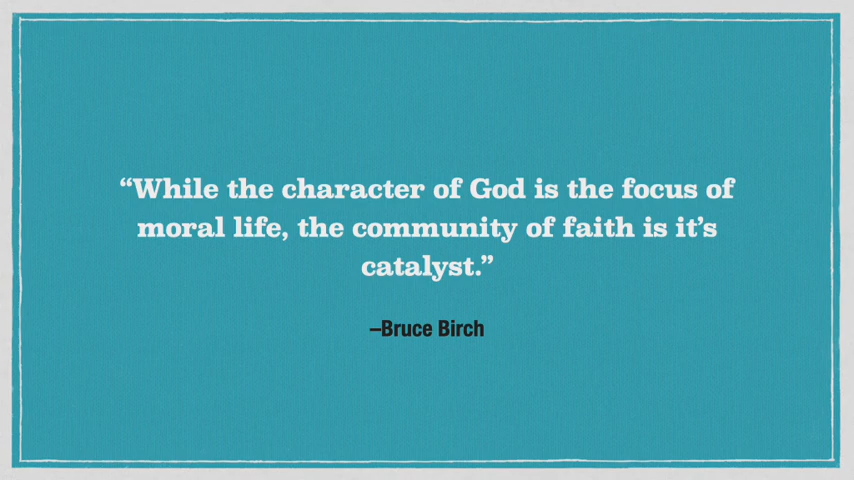 “While the character of God is the focus of
moral life, the community of faith is it’s
catalyst.”
–Bruce Birch